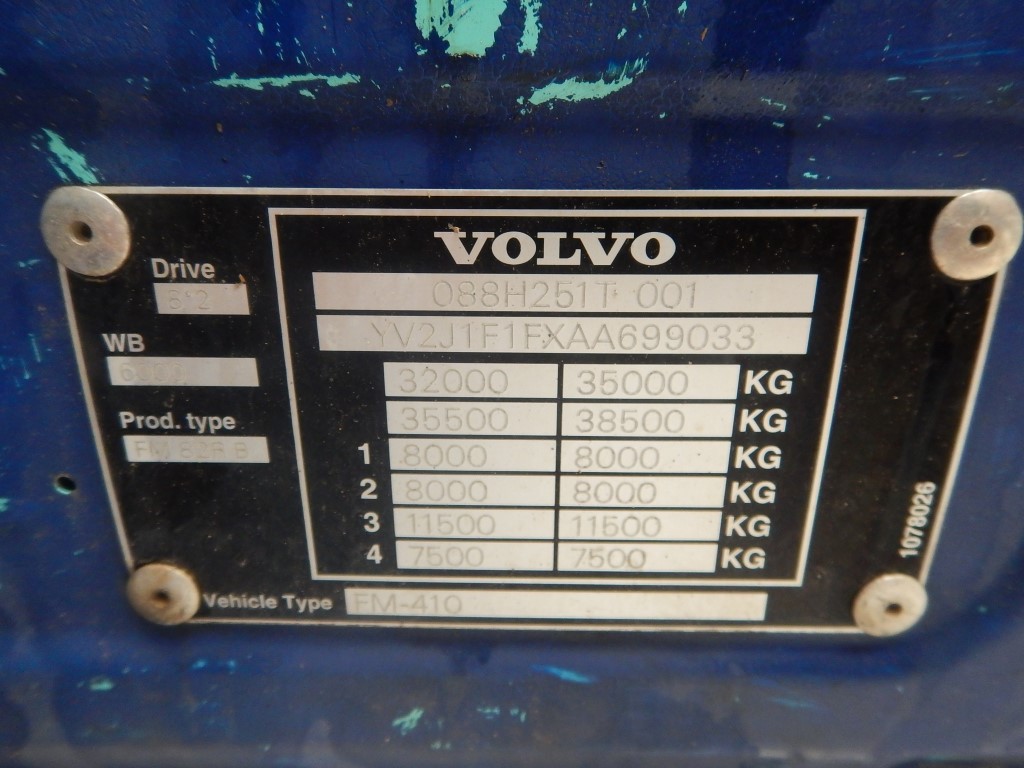 VOLVO
Drive
088H251T 001
YV2J1F1FXAA699033
WB
32000 35000 KG
35500 38500 KG
Prod. type
1 8000 8000 KG
2 8000 8000 KG
3 11500 11500 KG
4 7500 7500 KG
1078026
Vehicle Type FM-410